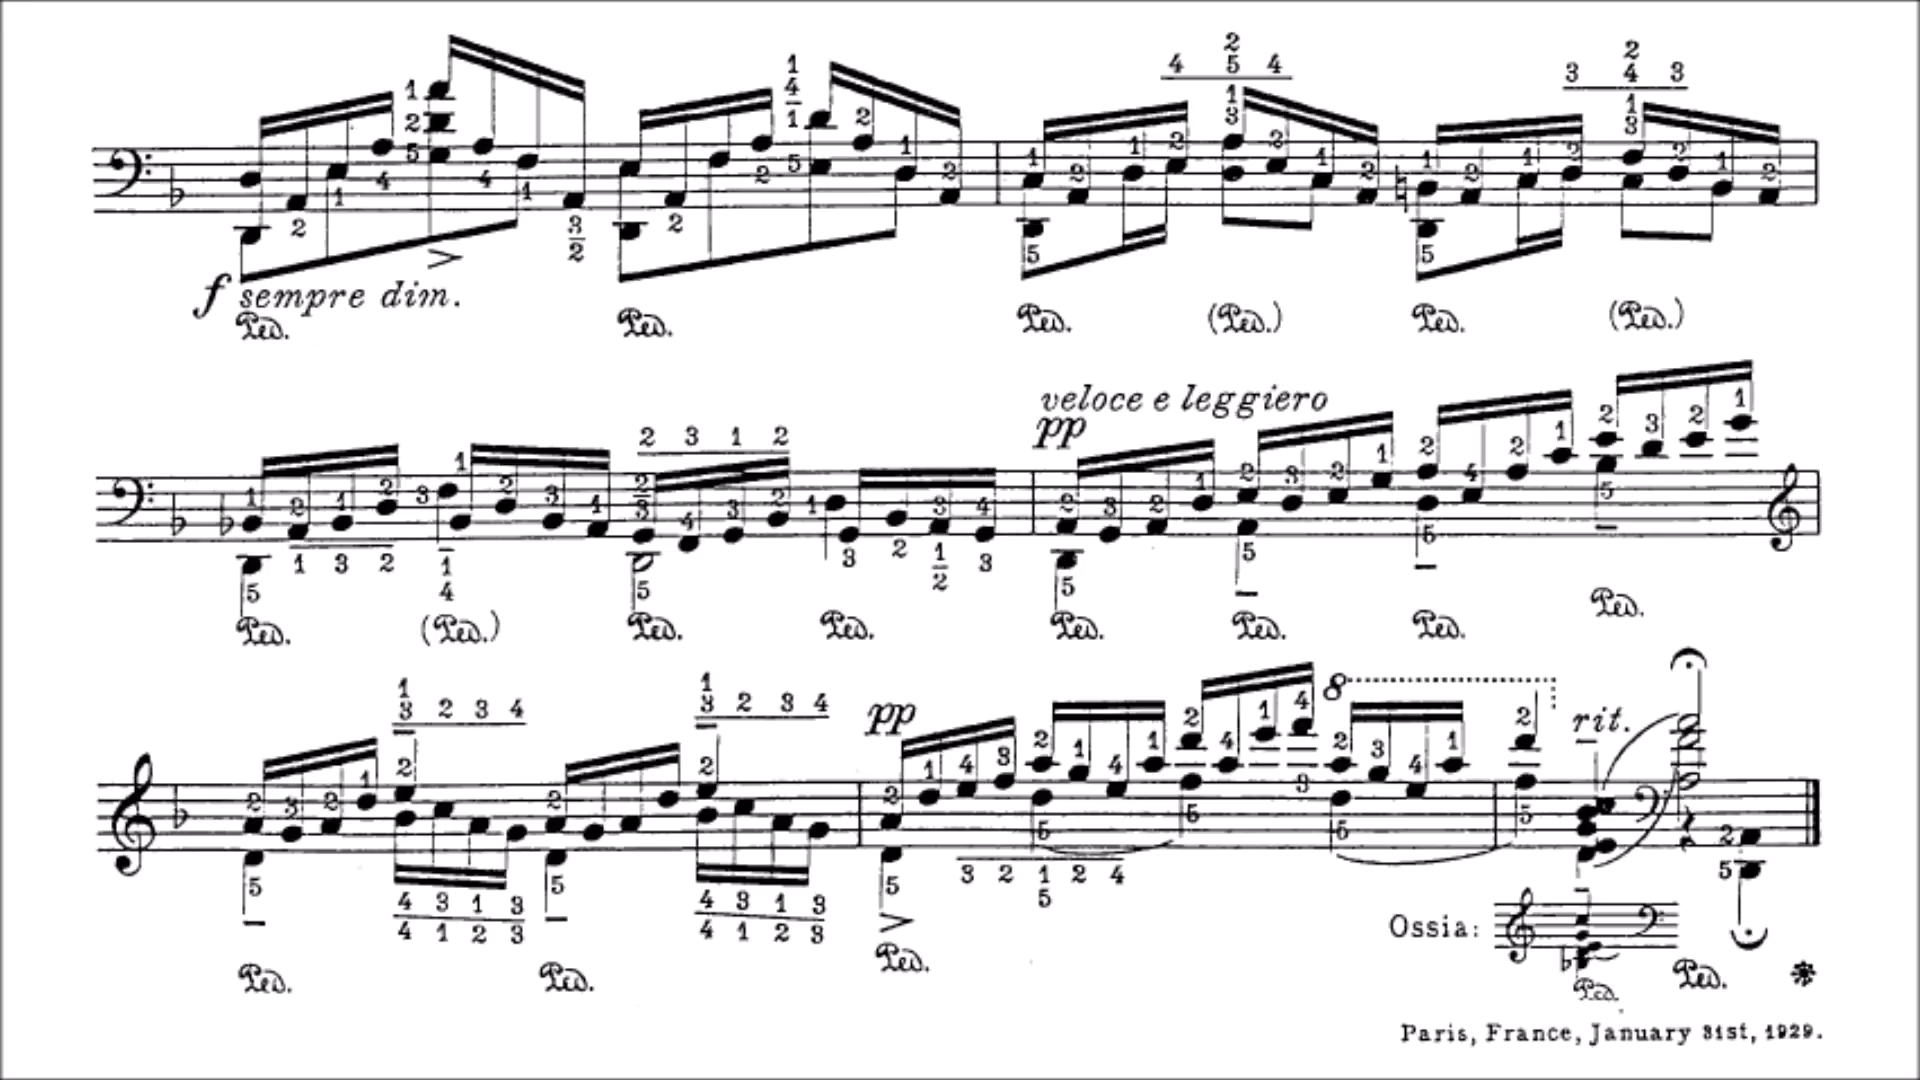 f sempre dim.
Ped. Ped. Ped. (Ped.) Ped. (Ped.)
veloce e leggiero
pp
Ped. (Ped.) Ped. Ped. Ped. Ped. Ped. Ped.
pp 8 rit.
Ossia:
Ped. Ped. Ped. Ped. Ped.
Paris, France, January 31st, 1929.